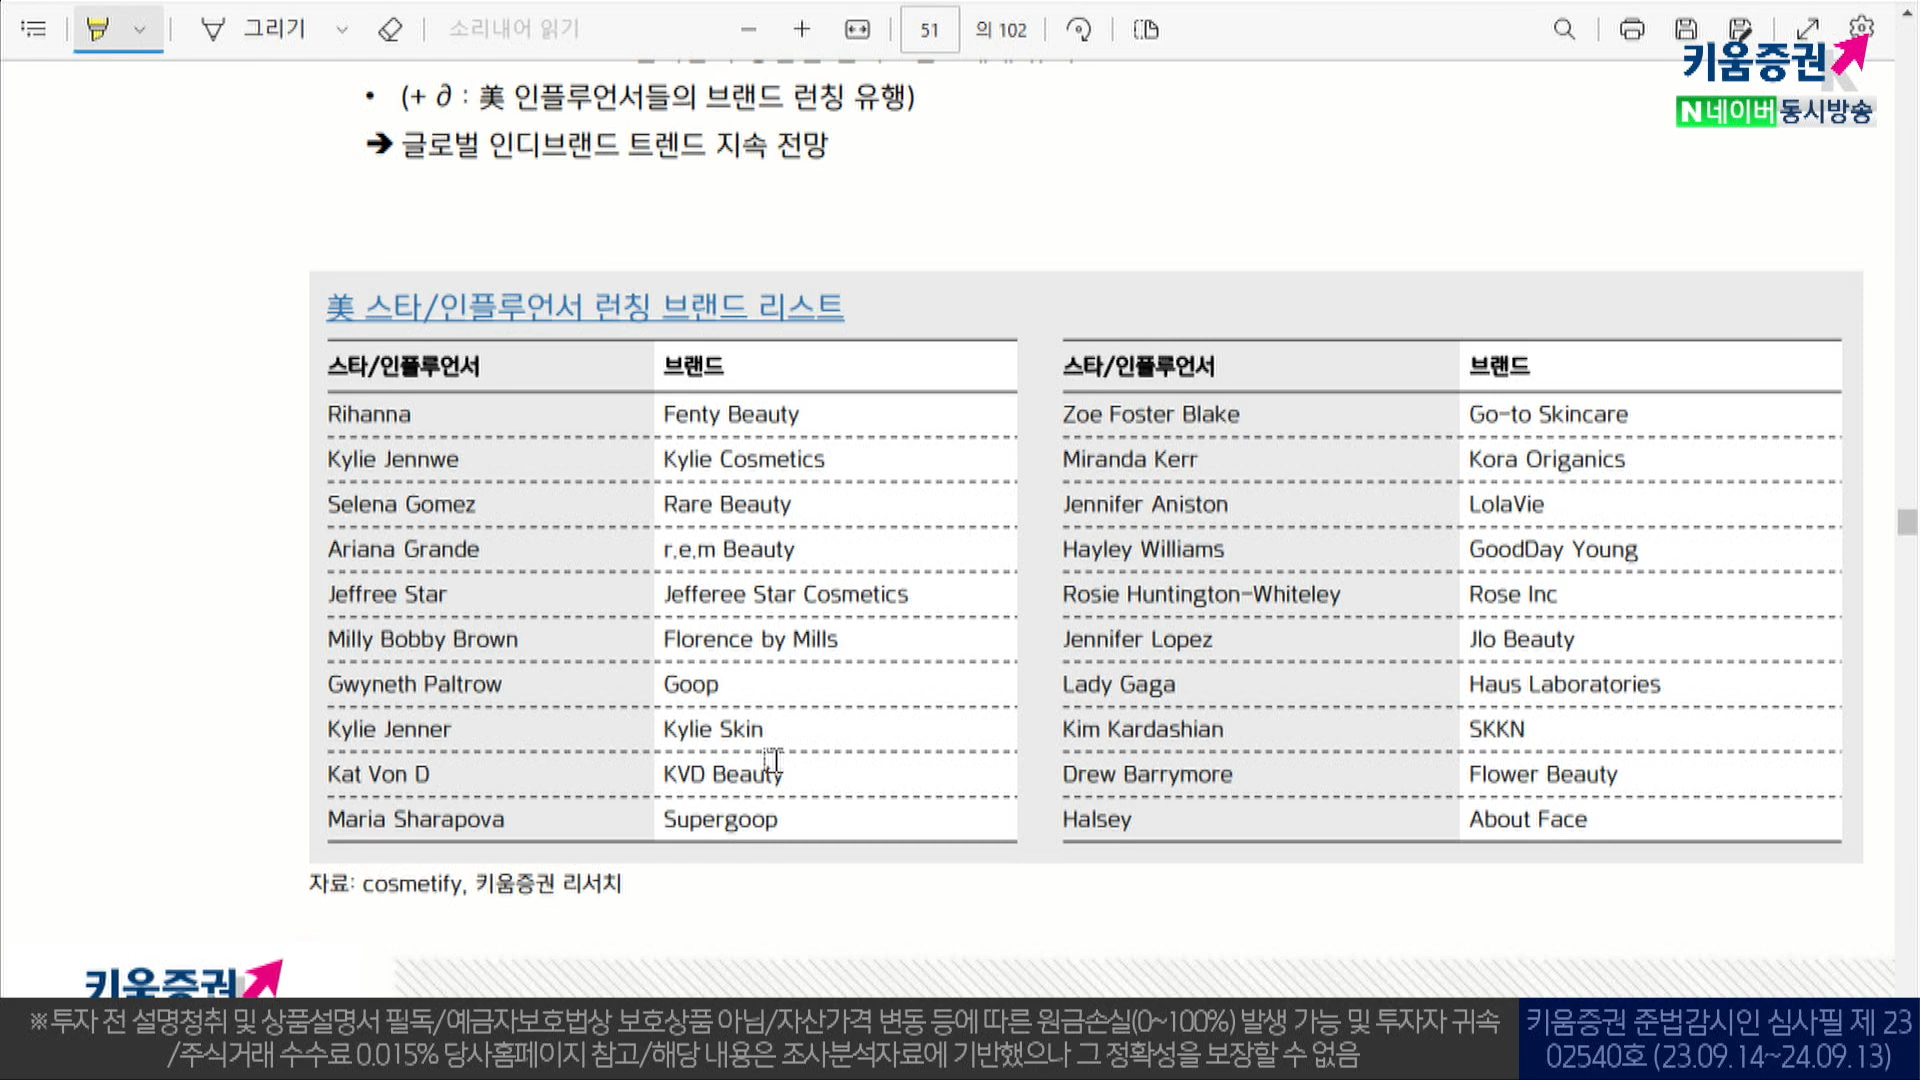 그리기
소리내어 읽기
51
의 102
키움증권
N 네이버 동시방송
• (+ ∂ : 美 인플루언서들의 브랜드 런칭 유행)
➔ 글로벌 인디브랜드 트렌드 지속 전망
美 스타/인플루언서 런칭 브랜드 리스트
스타/인플루언서 브랜드 스타/인플루언서 브랜드
Rihanna Fenty Beauty Zoe Foster Blake Go-to Skincare
Kylie Jennwe Kylie Cosmetics Miranda Kerr Kora Origanics
Selena Gomez Rare Beauty Jennifer Aniston LolaVie
Ariana Grande r.e.m Beauty Hayley Williams GoodDay Young
Jeffree Star Jefferee Star Cosmetics Rosie Huntington-Whiteley Rose Inc
Milly Bobby Brown Florence by Mills Jennifer Lopez Jlo Beauty
Gwyneth Paltrow Goop Lady Gaga Haus Laboratories
Kylie Jenner Kylie Skin Kim Kardashian SKKN
Kat Von D KVD Beauty Drew Barrymore Flower Beauty
Maria Sharapova Supergoop Halsey About Face
자료: cosmetify, 키움증권 리서치
키움증권
※투자 전 설명청취 및 상품설명서 필독/예금자보호법상 보호상품 아님/자산가격 변동 등에 따른 원금손실(0~100%) 발생 가능 및 투자자 귀속
/주식거래 수수료 0.015% 당사홈페이지 참고/해당 내용은 조사분석자료에 기반했으나 그 정확성을 보장할 수 없음
키움증권 준법감시인 심사필 제 23
02540호 (23.09.14~24.09.13)